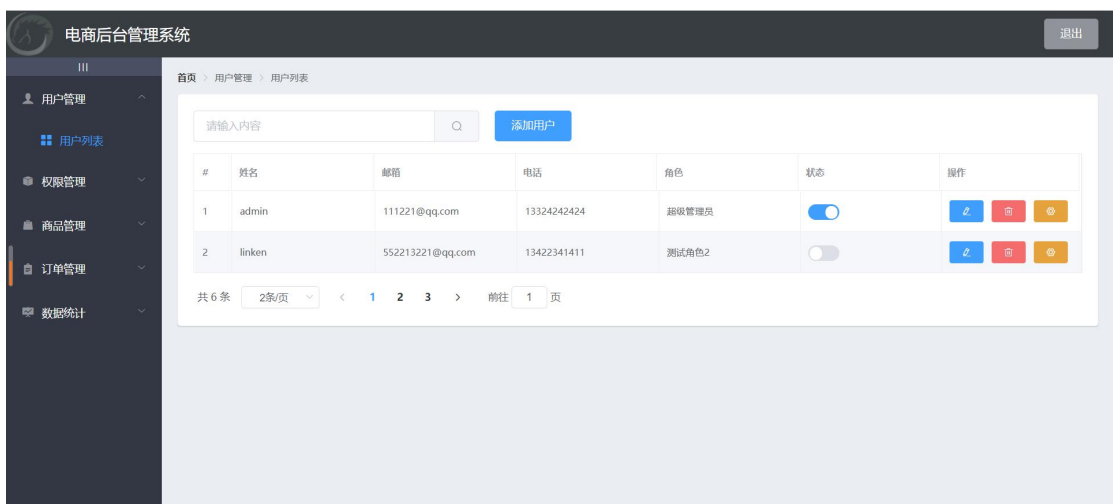 电商后台管理系统
退出
|||
首页 > 用户管理 > 用户列表
用户管理
用户列表
权限管理
商品管理
订单管理
数据统计
请输入内容
添加用户
# 姓名 邮箱 电话 角色 状态 操作
1 admin 111221@qq.com 13324242424 超级管理员
2 linken 552213221@qq.com 13422341411 测试角色2
共 6 条 2条/页 < 1 2 3 > 前往 1 页